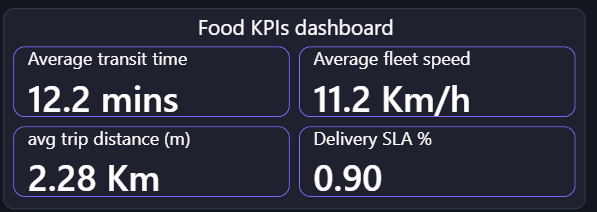 Food KPIs dashboard
Average transit time
12.2 mins
Average fleet speed
11.2 Km/h
avg trip distance (m)
2.28 Km
Delivery SLA %
0.90